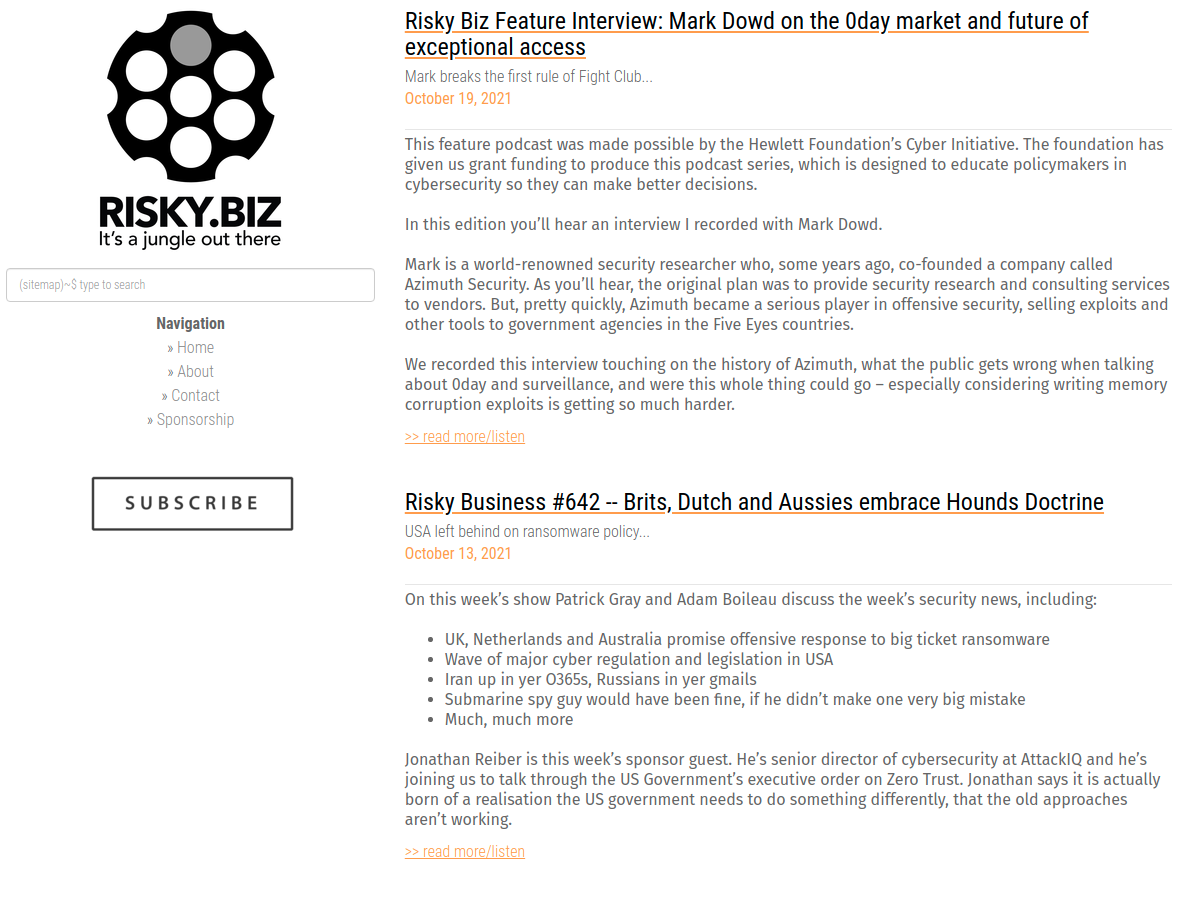 RISKY.BIZ
It's a jungle out there
(sitemap)~$ type to search
Navigation
» Home
» About
» Contact
» Sponsorship
SUBSCRIBE
Risky Biz Feature Interview: Mark Dowd on the 0day market and future of
exceptional access
Mark breaks the first rule of Fight Club...
October 19, 2021
This feature podcast was made possible by the Hewlett Foundation’s Cyber Initiative. The foundation has
given us grant funding to produce this podcast series, which is designed to educate policymakers in
cybersecurity so they can make better decisions.
In this edition you’ll hear an interview I recorded with Mark Dowd.
Mark is a world-renowned security researcher who, some years ago, co-founded a company called
Azimuth Security. As you’ll hear, the original plan was to provide security research and consulting services
to vendors. But, pretty quickly, Azimuth became a serious player in offensive security, selling exploits and
other tools to government agencies in the Five Eyes countries.
We recorded this interview touching on the history of Azimuth, what the public gets wrong when talking
about 0day and surveillance, and were this whole thing could go – especially considering writing memory
corruption exploits is getting so much harder.
>> read more/listen
Risky Business #642 -- Brits, Dutch and Aussies embrace Hounds Doctrine
USA left behind on ransomware policy...
October 13, 2021
On this week’s show Patrick Gray and Adam Boileau discuss the week’s security news, including:
• UK, Netherlands and Australia promise offensive response to big ticket ransomware
• Wave of major cyber regulation and legislation in USA
• Iran up in yer O365s, Russians in yer gmails
• Submarine spy guy would have been fine, if he didn’t make one very big mistake
• Much, much more
Jonathan Reiber is this week’s sponsor guest. He’s senior director of cybersecurity at AttackIQ and he’s
joining us to talk through the US Government’s executive order on Zero Trust. Jonathan says it is actually
born of a realisation the US government needs to do something differently, that the old approaches
aren’t working.
>> read more/listen